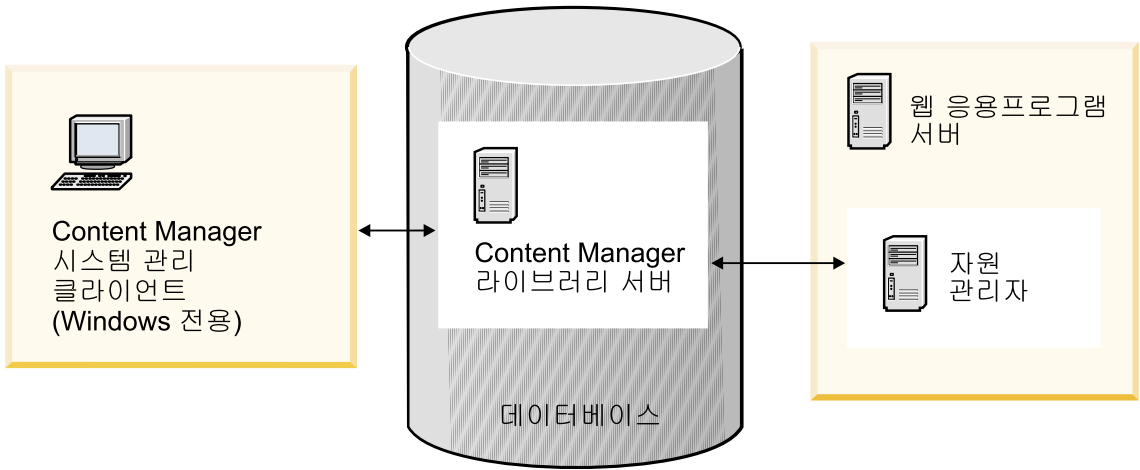 Content Manager
시스템 관리
클라이언트
(Windows 전용)
Content Manager
라이브러리 서버
데이터베이스
웹 응용프로그램
서버
자원
관리자